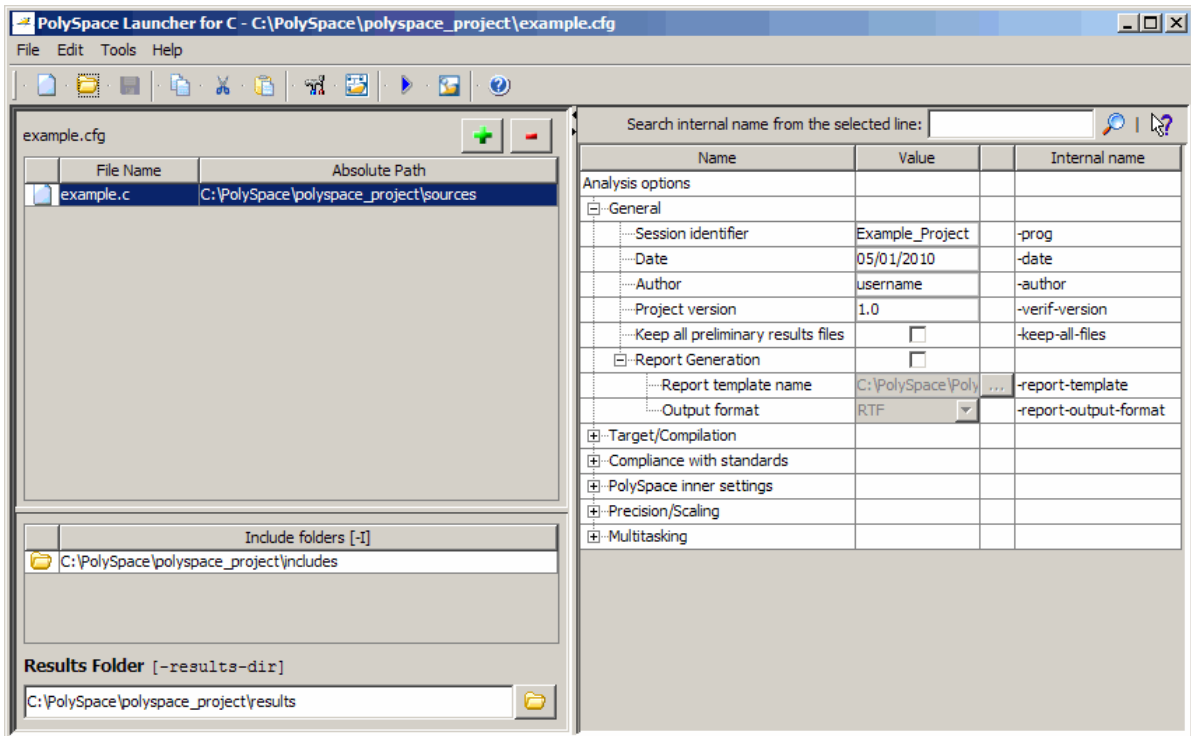 PolySpace Launcher for C - C:\PolySpace\polyspace_project\example.cfg
File Edit Tools Help
example.cfg
File Name Absolute Path
example.c C:\PolySpace\polyspace_project\sources
Include folders [-I]
C:\PolySpace\polyspace_project\includes
Results Folder [-results-dir]
C:\PolySpace\polyspace_project\results
Search internal name from the selected line:
Name Value Internal name
Analysis options
General
Session identifier Example_Project -prog
Date 05/01/2010 -date
Author username -author
Project version 1.0 -verif-version
Keep all preliminary results files -keep-all-files
Report Generation
Report template name C:\PolySpace\Poly ... -report-template
Output format RTF -report-output-format
Target/Compilation
Compliance with standards
PolySpace inner settings
Precision/Scaling
Multitasking